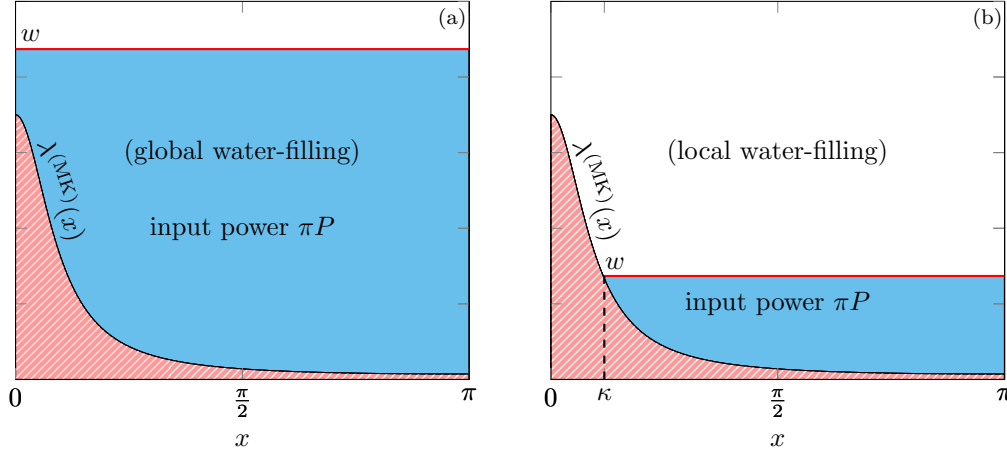 (a)
w
λ^(MK)(x)
(global water-filling)
input power πP
0
π/2
π
x
(b)
λ^(MK)(x)
(local water-filling)
w
input power πP
0
κ
π/2
π
x